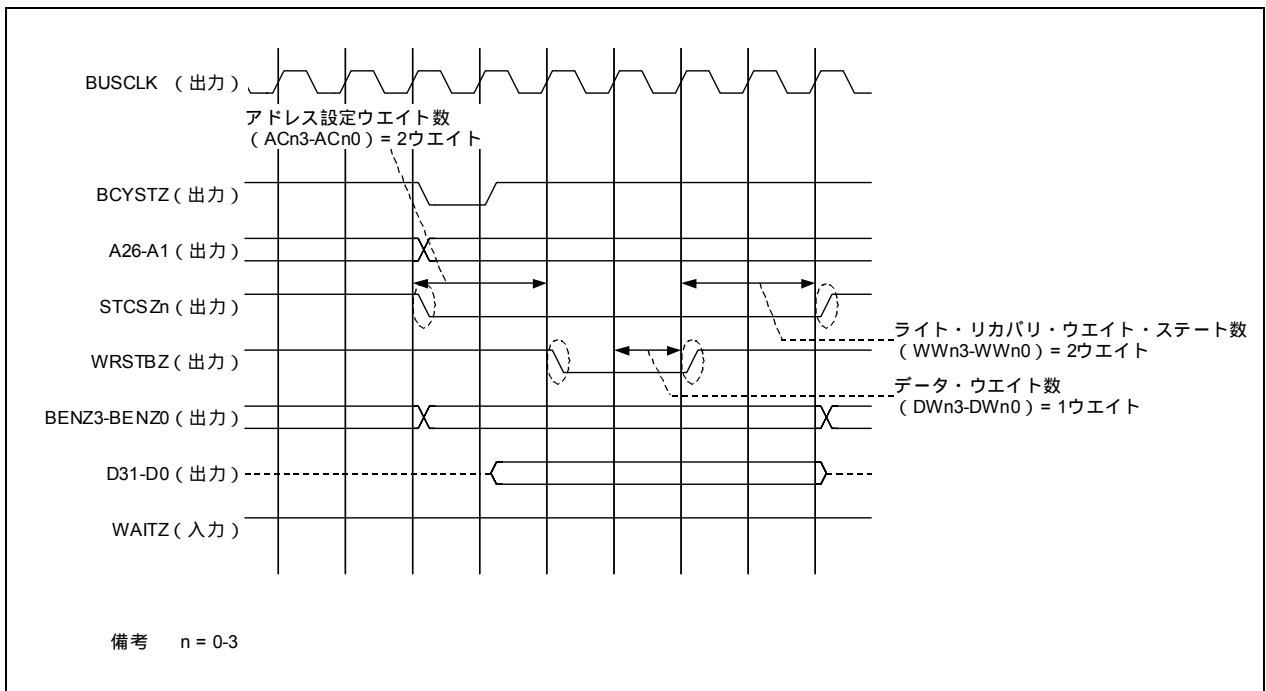 BUSCLK （出力）
アドレス設定ウエイト数
（ACn3-ACn0）= 2ウエイト
BCYSTZ（出力）
A26-A1（出力）
STCSZn（出力）
ライト・リカバリ・ウエイト・ステート数
（WWn3-WWn0）= 2ウエイト
WRSTBZ（出力）
データ・ウエイト数
（DWn3-DWn0）= 1ウエイト
BENZ3-BENZ0（出力）
D31-D0（出力）
WAITZ（入力）
備考 n = 0-3